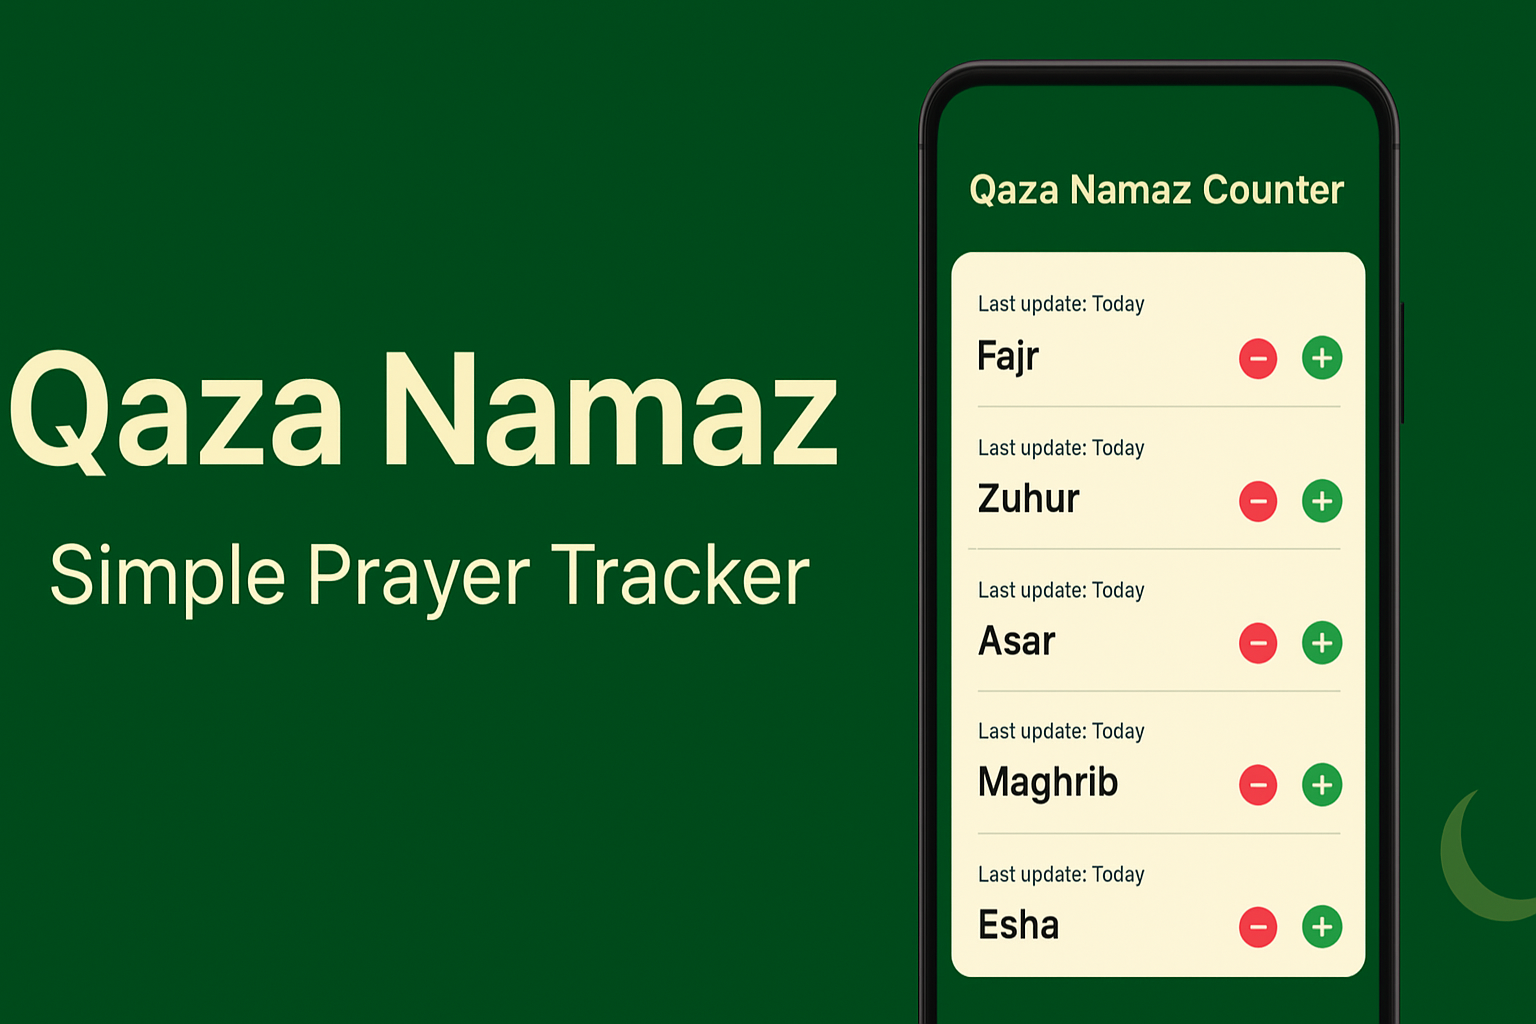 Qaza Namaz
Simple Prayer Tracker
Qaza Namaz Counter
Last update: Today
Fajr
Last update: Today
Zuhur
Last update: Today
Asar
Last update: Today
Maghrib
Last update: Today
Esha